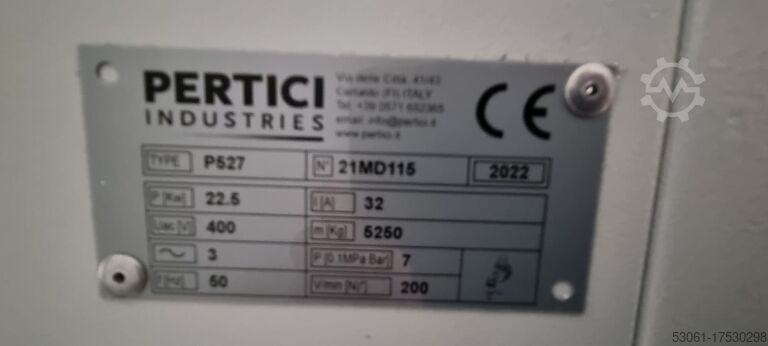 PERTICI
INDUSTRIES
Via delle Città, 41/43
Certaldo (FI) ITALY
Tel. +39 0571 652365
email: info@pertici.it
www.pertici.it
CE
TYPE P527 N° 21MD115 2022
P [Kw] 22.5 I [A] 32
Uac [V] 400 m [Kg] 5250
3 P [0.1MPa Bar] 7
f [Hz] 50 V/min [Nl'] 200
53061-17530298